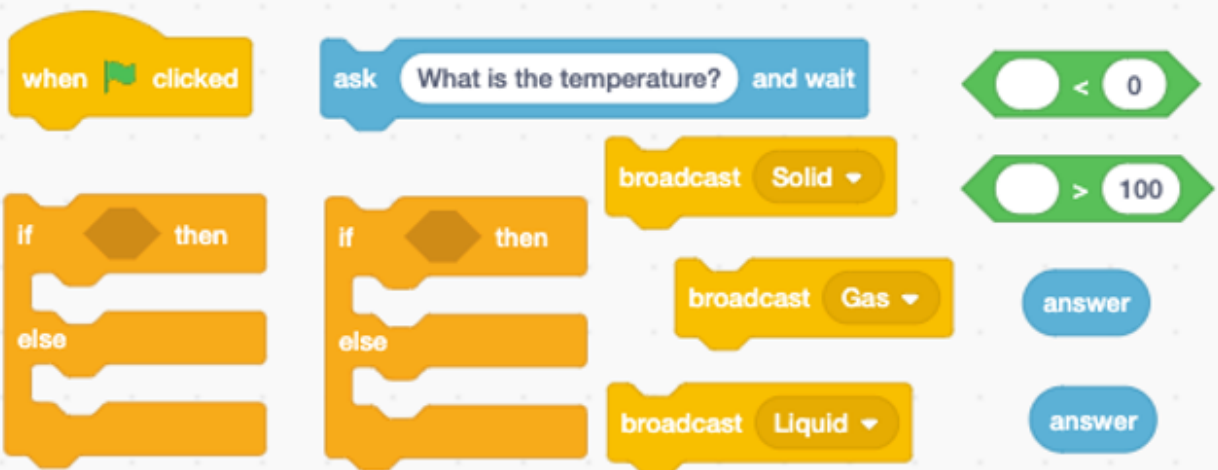 when clicked
ask What is the temperature? and wait
< 0
broadcast Solid
> 100
if then
else
if then
else
broadcast Gas
answer
broadcast Liquid
answer